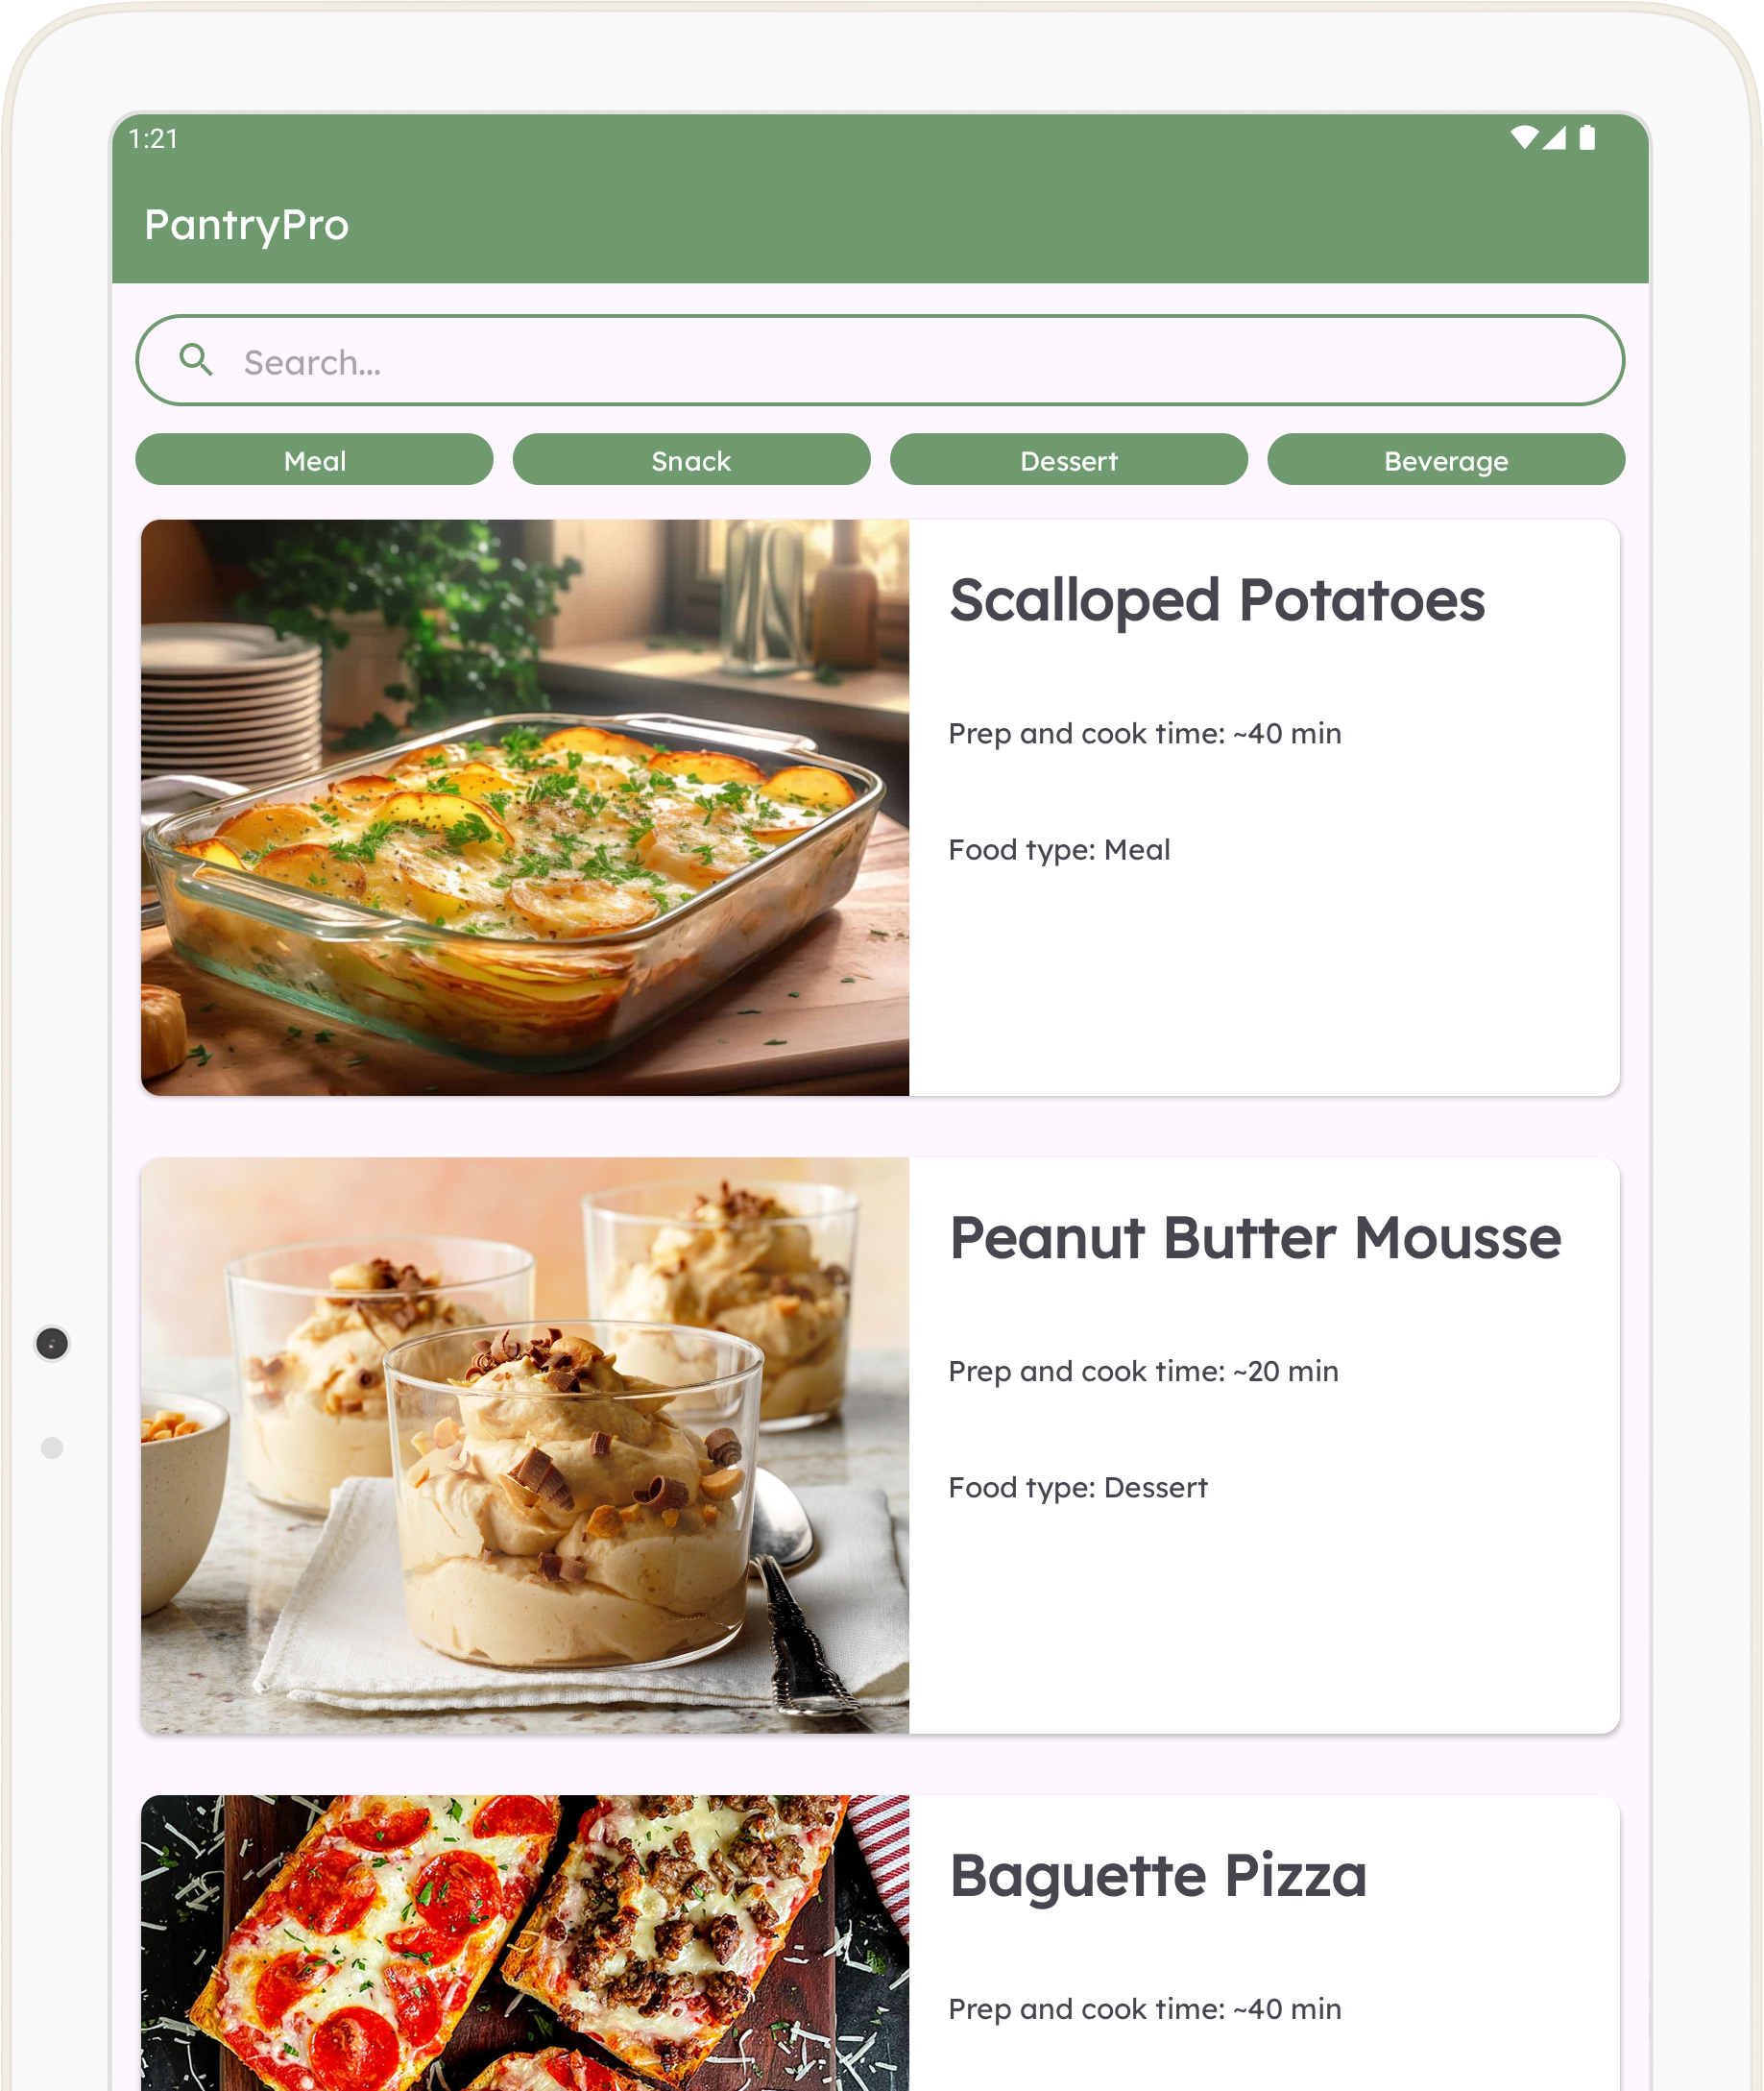 1:21
PantryPro
Search...
Meal
Snack
Dessert
Beverage
Scalloped Potatoes
Prep and cook time: ~40 min
Food type: Meal
Peanut Butter Mousse
Prep and cook time: ~20 min
Food type: Dessert
Baguette Pizza
Prep and cook time: ~40 min